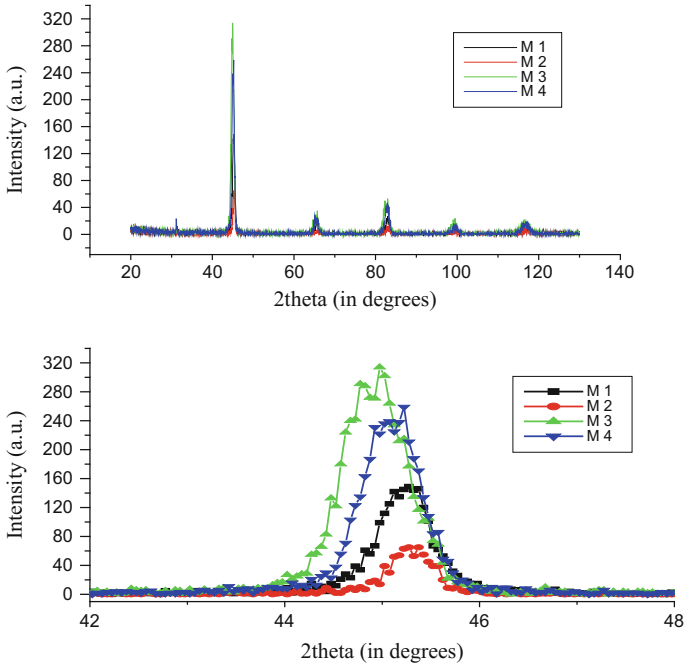 320
280
240
200
160
120
80
40
0
Intensity (a.u.)
M 1
M 2
M 3
M 4
20 40 60 80 100 120 140
2theta (in degrees)
320
280
240
200
160
120
80
40
0
Intensity (a.u.)
M 1
M 2
M 3
M 4
42 44 46 48
2theta (in degrees)